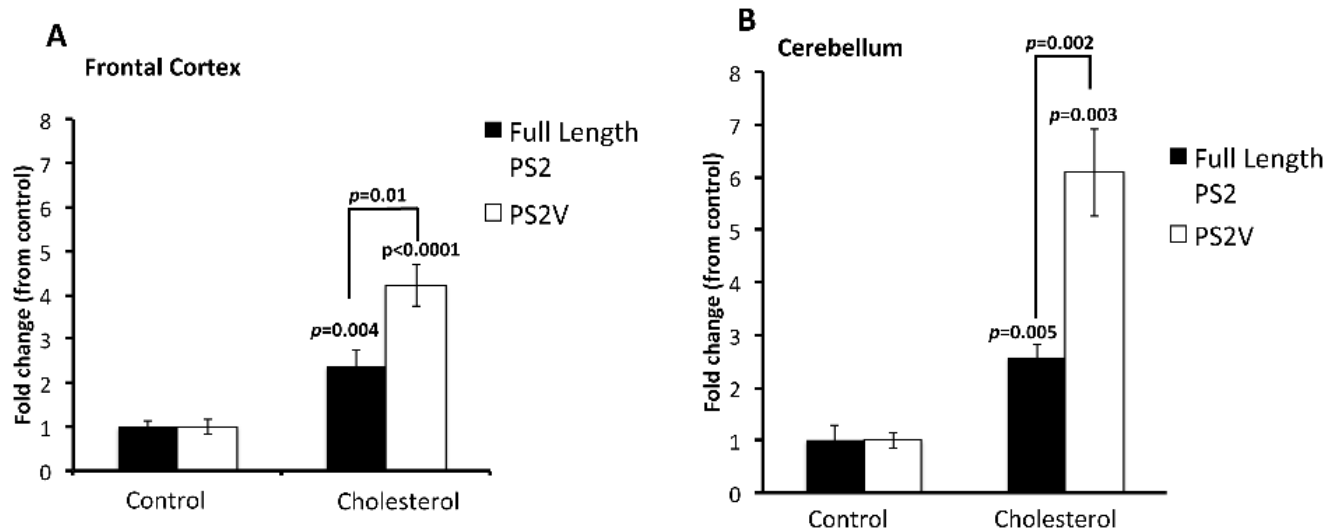 A
Frontal Cortex
Fold change (from control)
8
7
6
5
4
3
2
1
0
p=0.01
p<0.0001
p=0.004
Control
Cholesterol
Full Length
PS2
PS2V
B
Cerebellum
Fold change (from control)
8
7
6
5
4
3
2
1
0
p=0.002
p=0.003
p=0.005
Control
Cholesterol
Full Length
PS2
PS2V